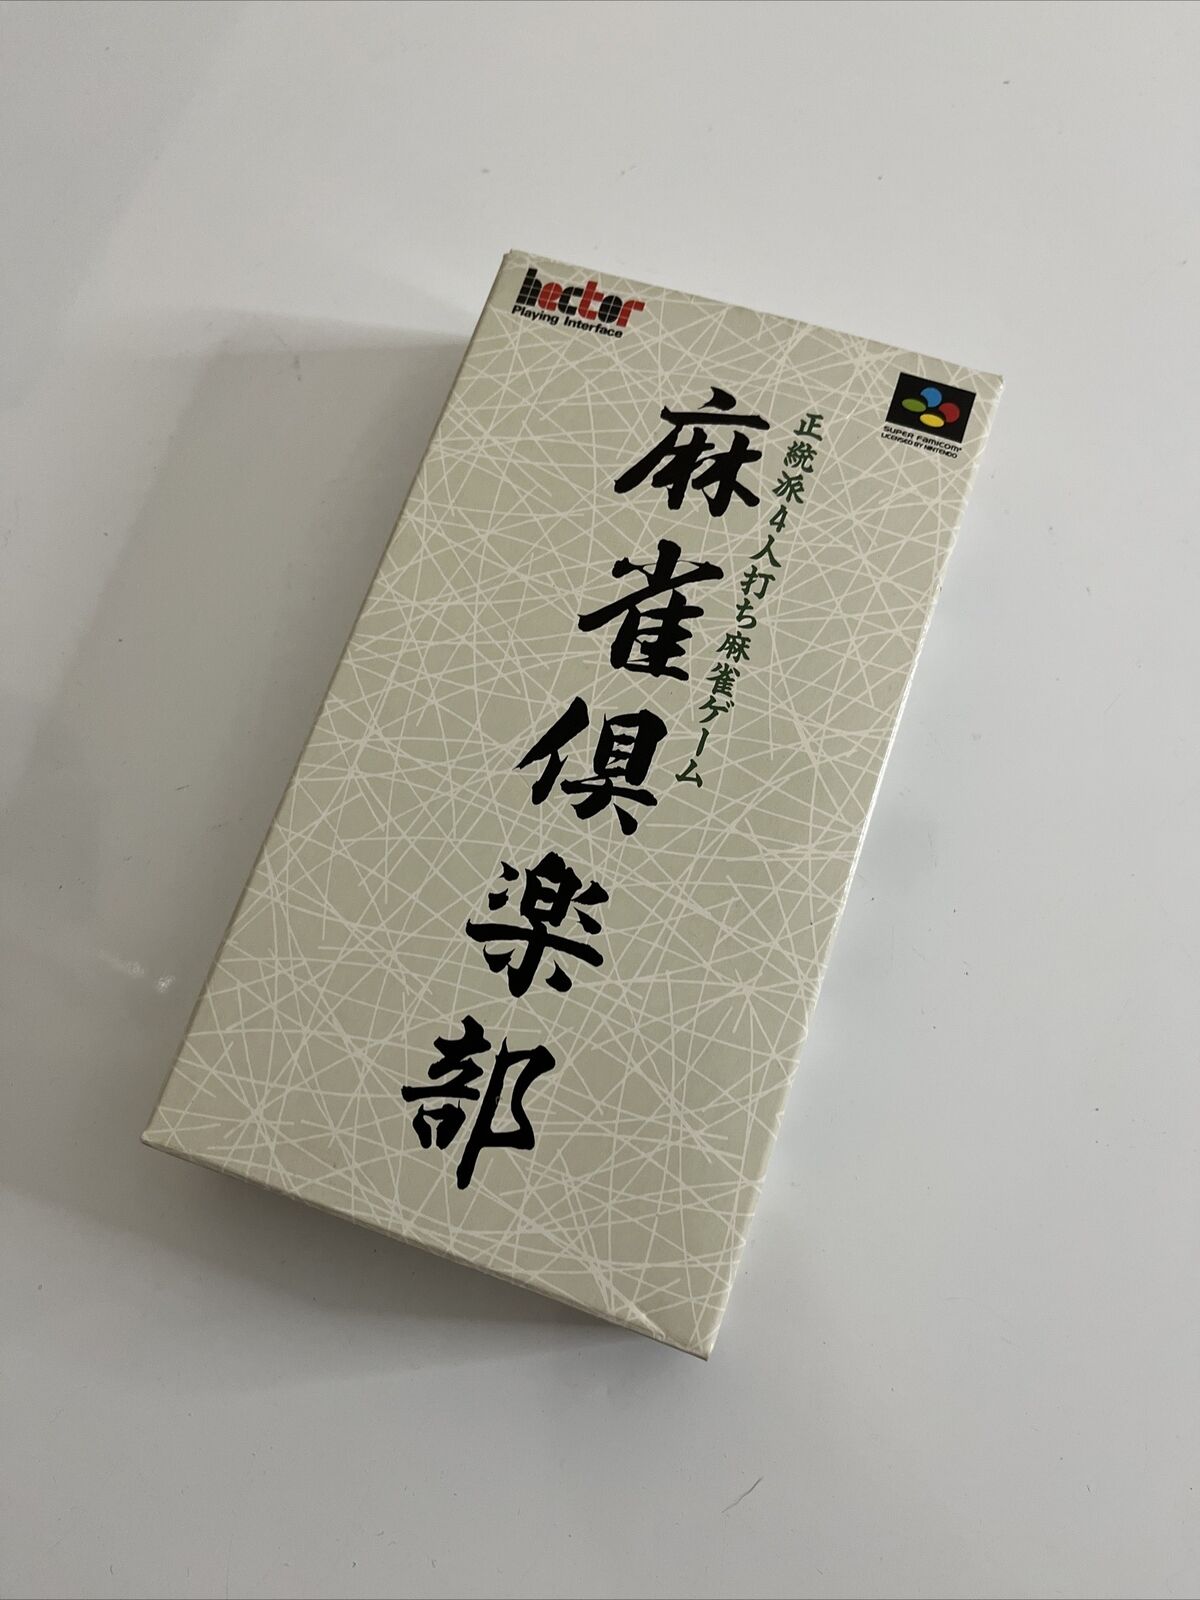 hector
Playing Interface
SUPER FAMICOM
LICENSED BY NINTENDO
正統派4人打ち麻雀ゲーム
麻雀倶楽部